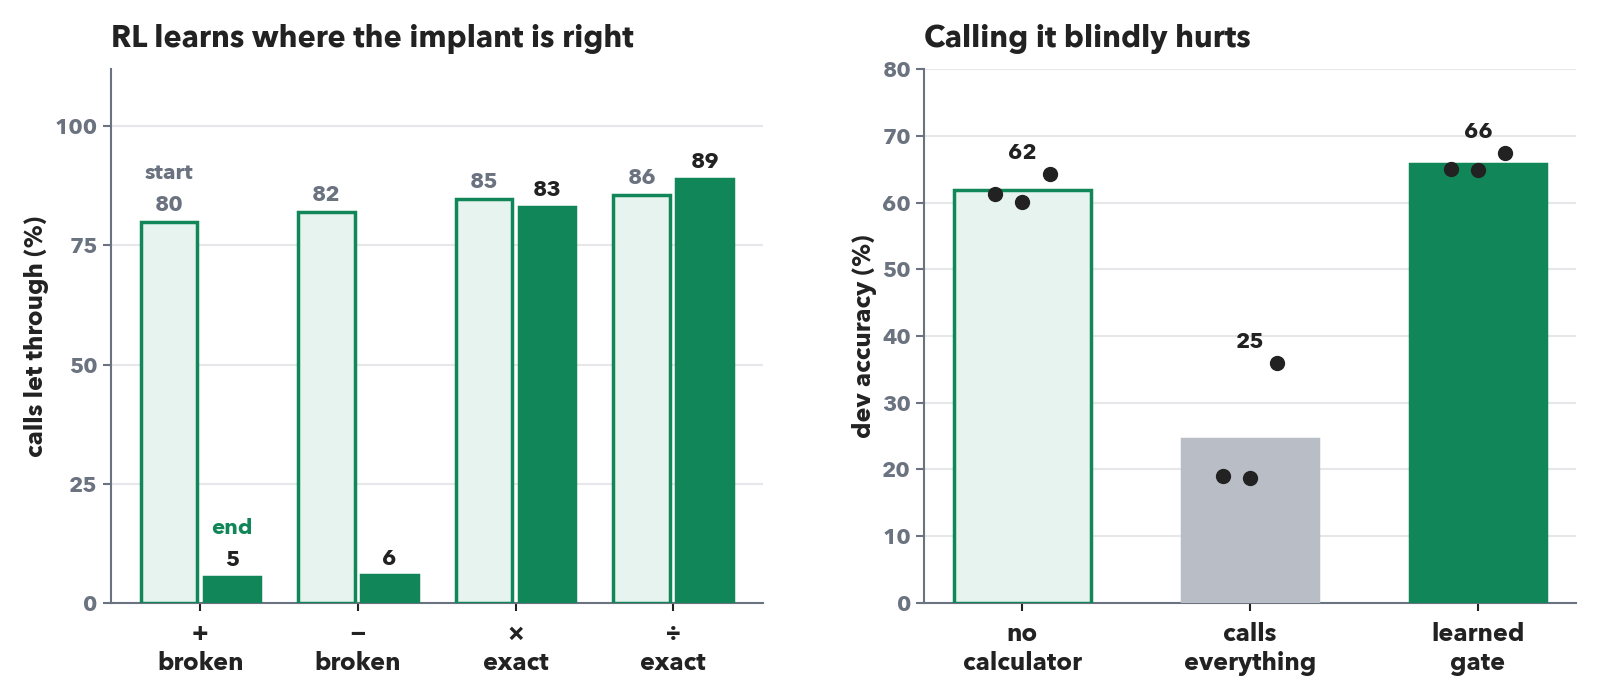 RL learns where the implant is right
calls let through (%)
100
75
50
25
0
start
80
end
5
82
6
85
83
86
89
+
broken
−
broken
×
exact
÷
exact
Calling it blindly hurts
dev accuracy (%)
80
70
60
50
40
30
20
10
0
62
25
66
no
calculator
calls
everything
learned
gate